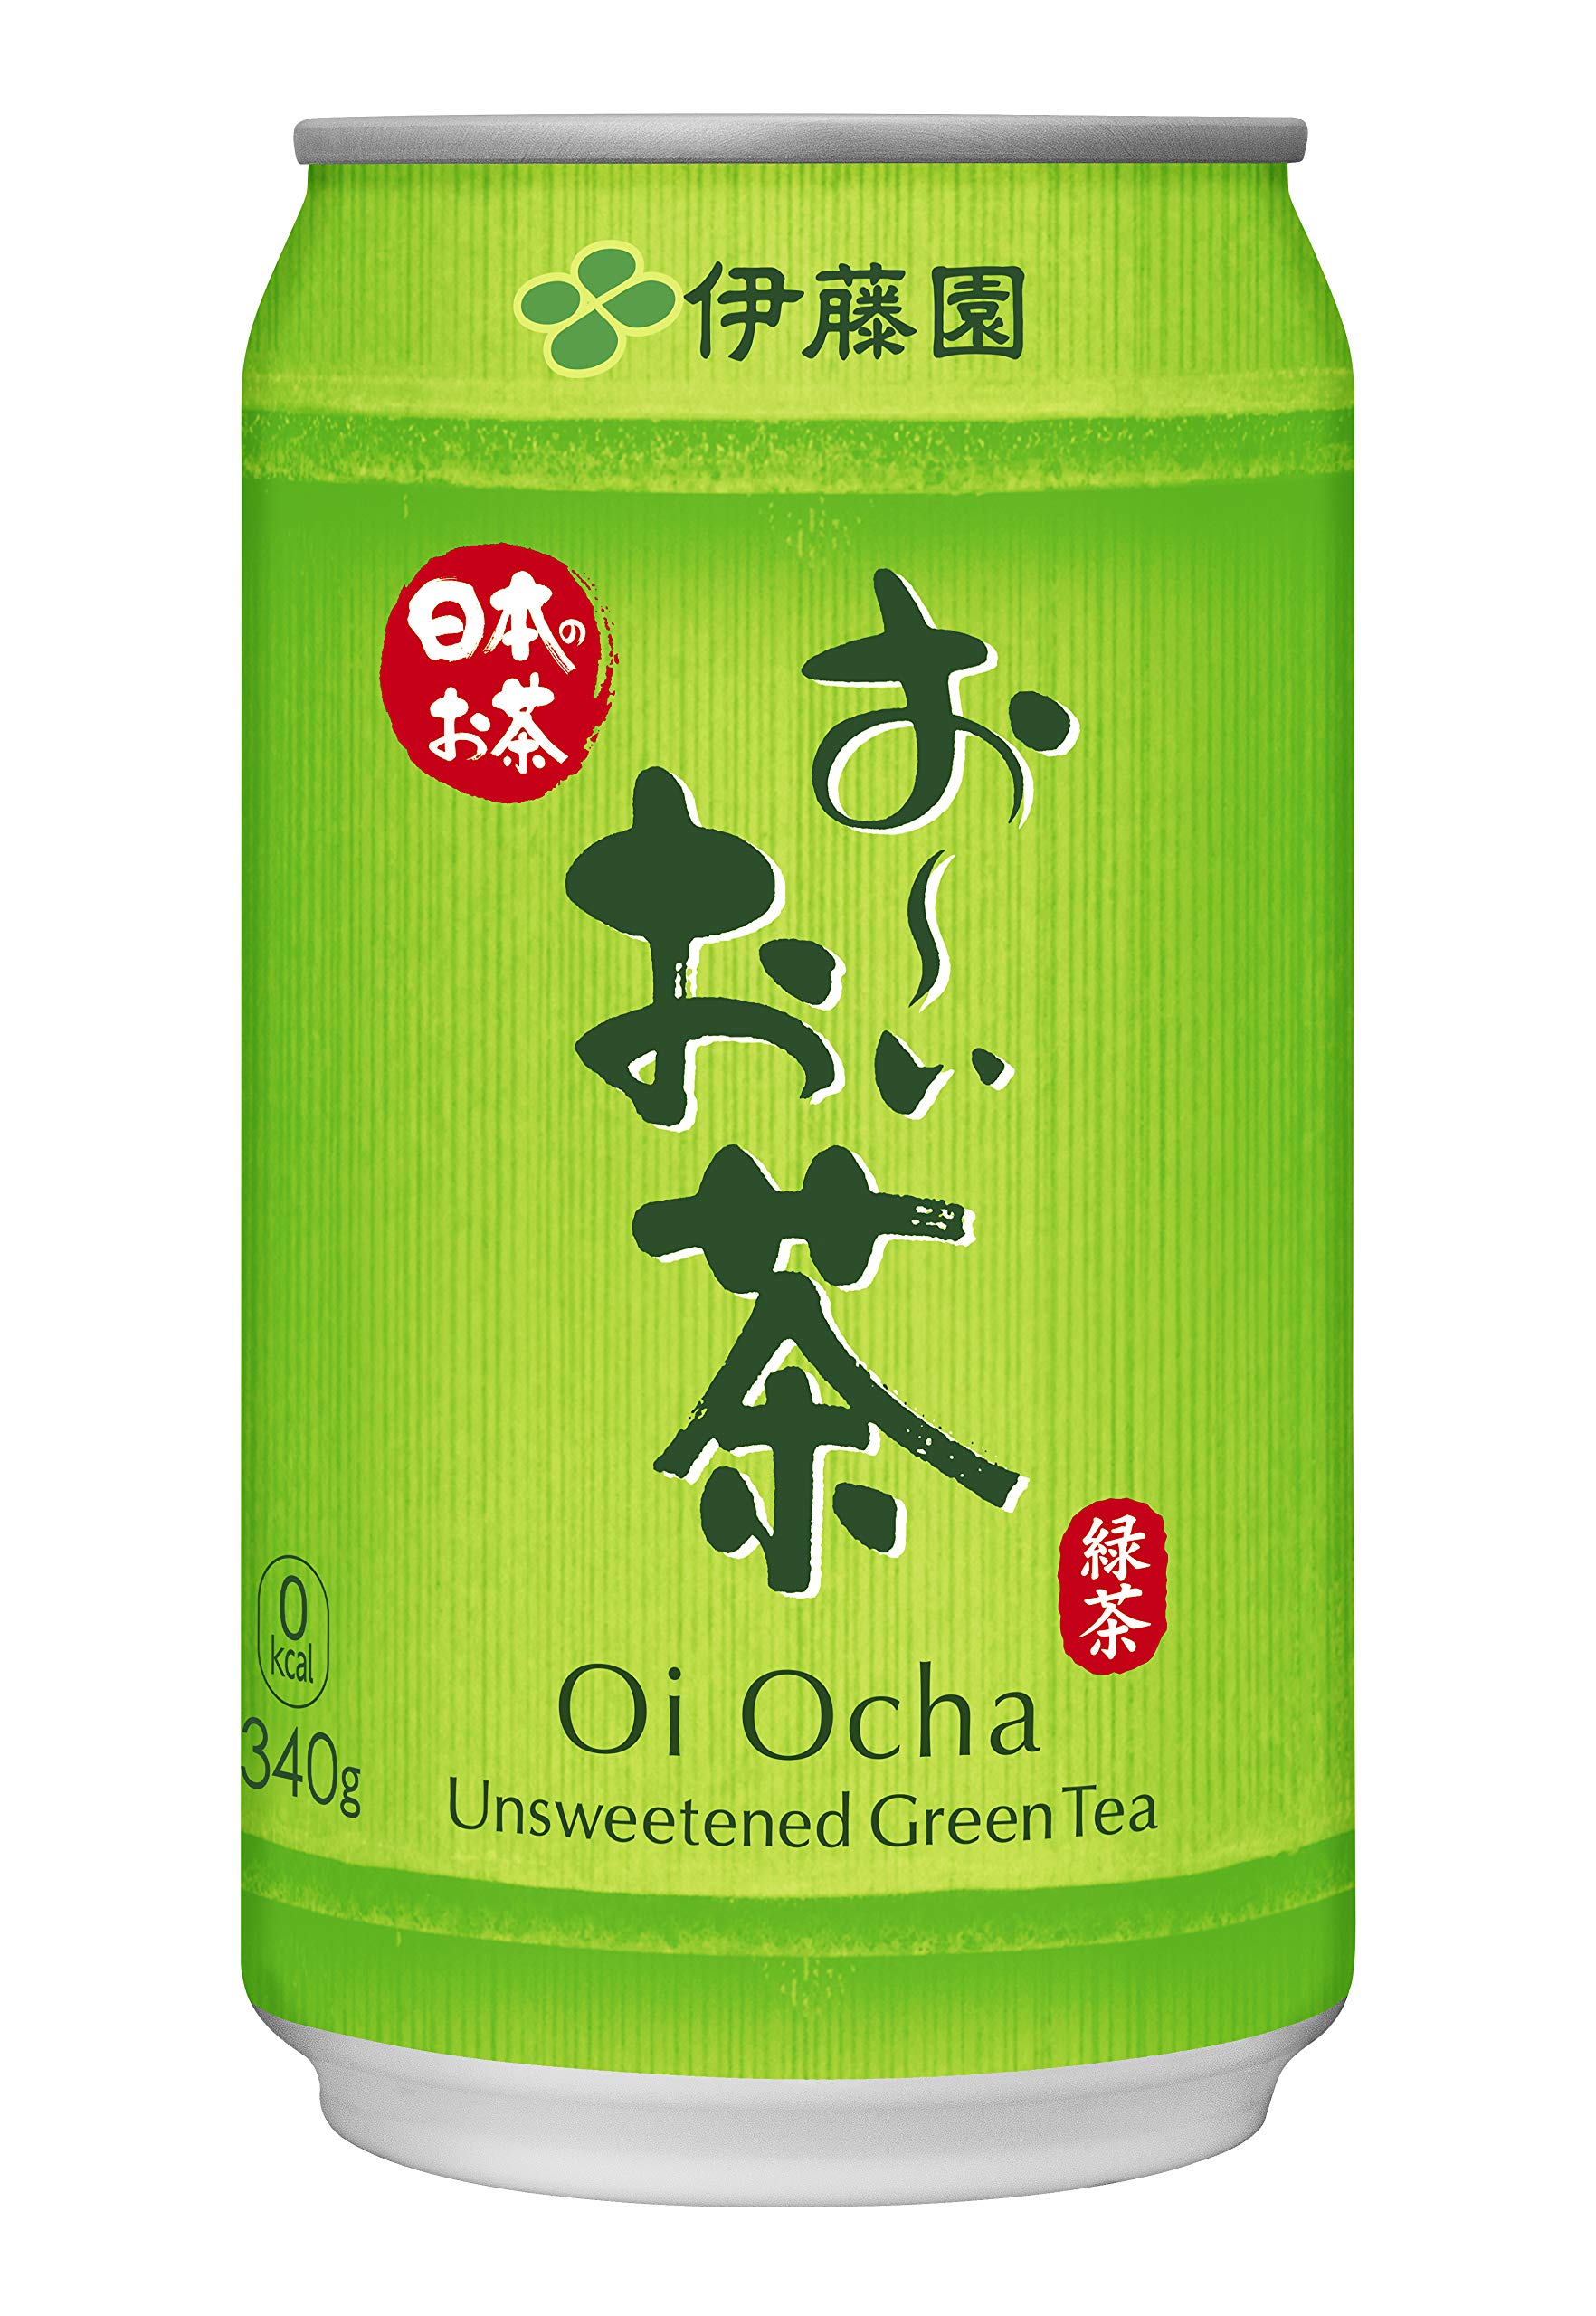 伊藤園
日本の
お茶
お〜い
お茶
緑茶
0
kcal
340g
Oi Ocha
Unsweetened Green Tea